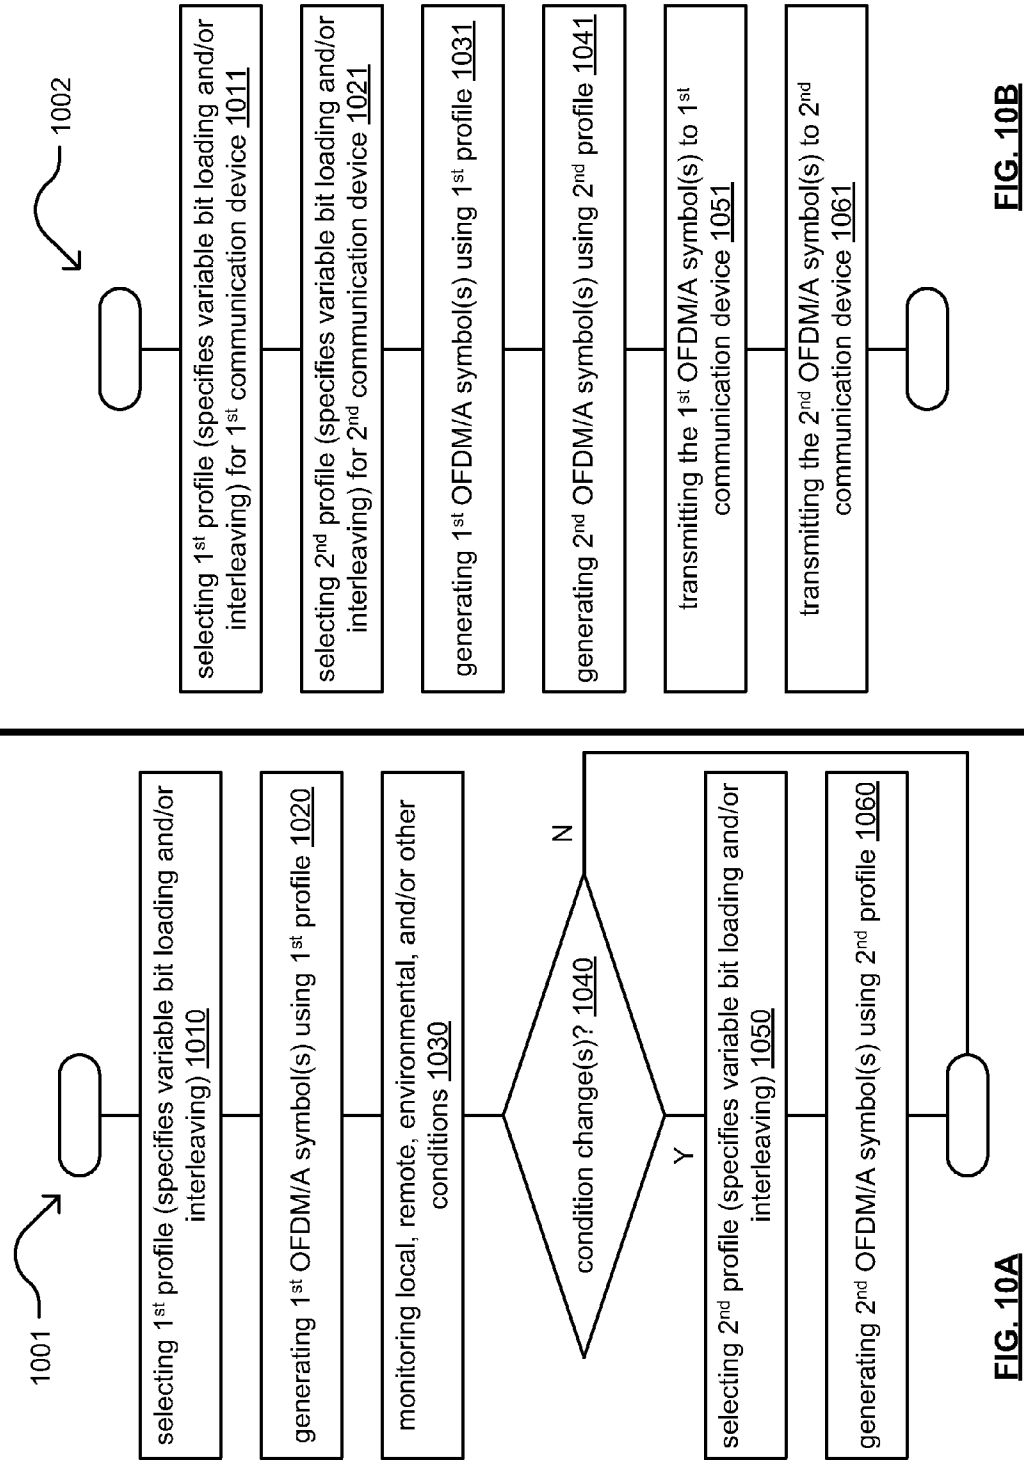 1001
selecting 1st profile (specifies variable bit loading and/or
interleaving) 1010
generating 1st OFDM/A symbol(s) using 1st profile 1020
monitoring local, remote, environmental, and/or other
conditions 1030
condition change(s)? 1040
N
Y
selecting 2nd profile (specifies variable bit loading and/or
interleaving) 1050
generating 2nd OFDM/A symbol(s) using 2nd profile 1060
FIG. 10A
1002
selecting 1st profile (specifies variable bit loading and/or
interleaving) for 1st communication device 1011
selecting 2nd profile (specifies variable bit loading and/or
interleaving) for 2nd communication device 1021
generating 1st OFDM/A symbol(s) using 1st profile 1031
generating 2nd OFDM/A symbol(s) using 2nd profile 1041
transmitting the 1st OFDM/A symbol(s) to 1st
communication device 1051
transmitting the 2nd OFDM/A symbol(s) to 2nd
communication device 1061
FIG. 10B